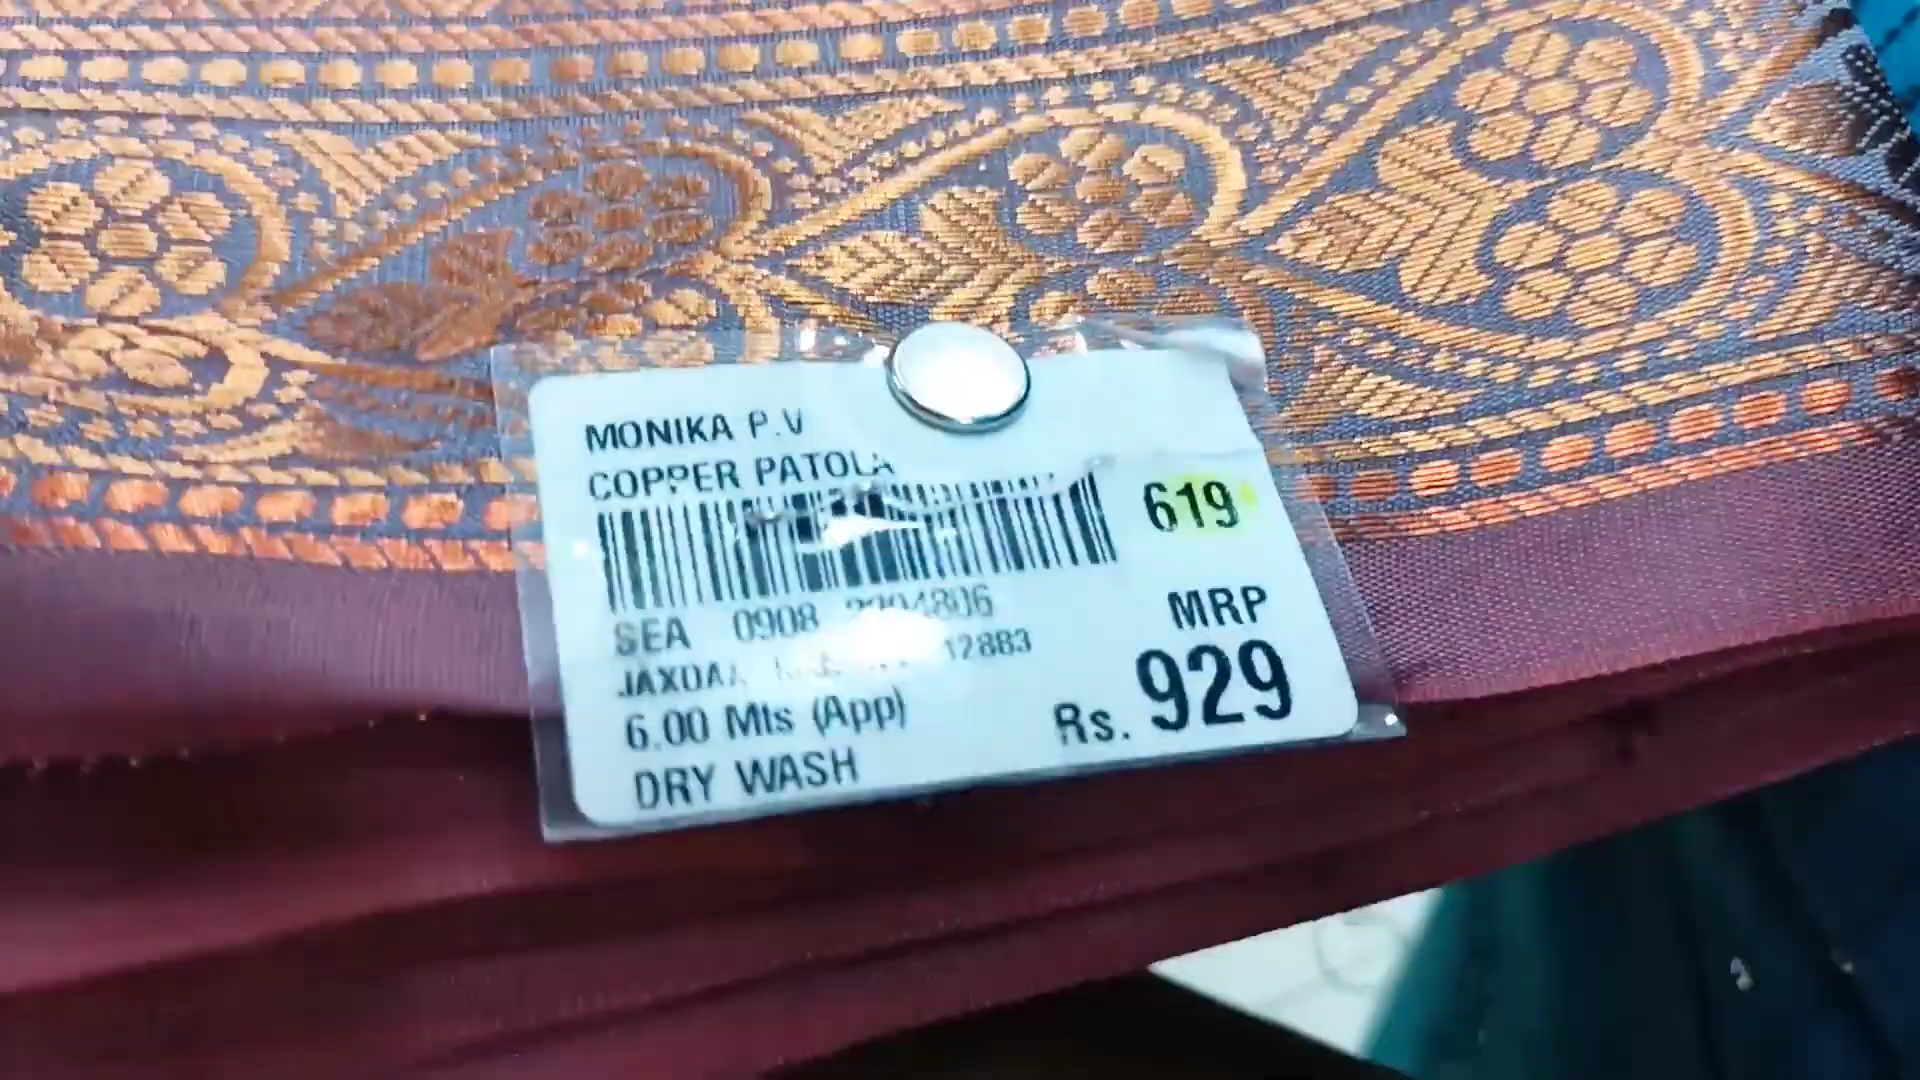 MONIKA P.V
COPPER PATOLA
619
SEA 0908
12883
6.00 Mts (App)
DRY WASH
MRP
Rs. 929